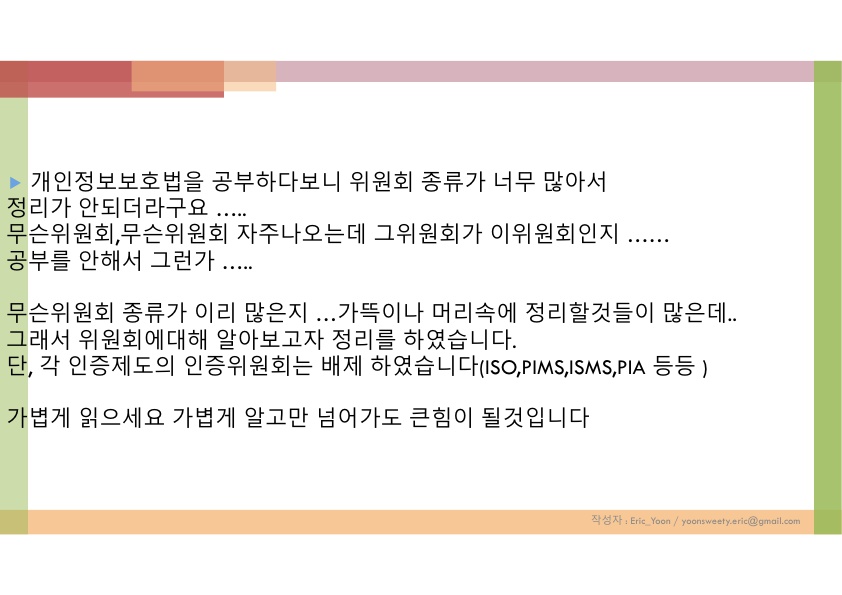 ▶ 개인정보보호법을 공부하다보니 위원회 종류가 너무 많아서
정리가 안되더라구요 …..
무슨위원회,무슨위원회 자주나오는데 그위원회가 이위원회인지 ……
공부를 안해서 그런가 …..
무슨위원회 종류가 이리 많은지 …가뜩이나 머리속에 정리할것들이 많은데..
그래서 위원회에대해 알아보고자 정리를 하였습니다.
단, 각 인증제도의 인증위원회는 배제 하였습니다(ISO,PIMS,ISMS,PIA 등등 )
가볍게 읽으세요 가볍게 알고만 넘어가도 큰힘이 될것입니다
작성자 : Eric_Yoon / yoonsweety.eric@gmail.com